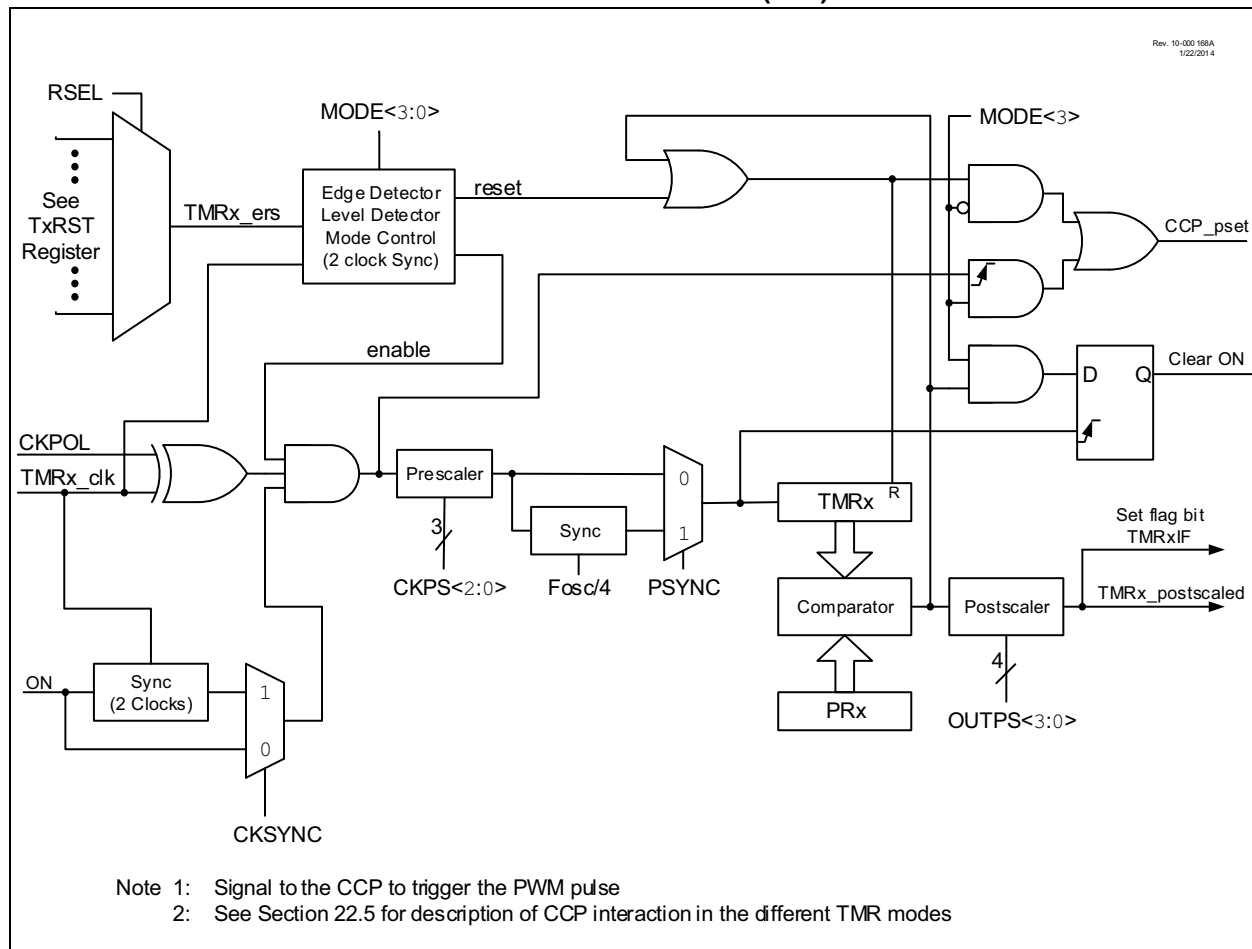 Rev. 10-000 168A
1/22/2014
RSEL
MODE<3:0>
MODE<3>
See
TxRST
Register
TMRx_ers
Edge Detector
Level Detector
Mode Control
(2 clock Sync)
reset
CCP_pset
enable
D
Q
Clear ON
CKPOL
TMRx_clk
Prescaler
0
1
Sync
3
CKPS<2:0>
Fosc/4
PSYNC
TMRx
R
Set flag bit
TMRxIF
Comparator
Postscaler
TMRx_postscaled
4
PRx
OUTPS<3:0>
ON
Sync
(2 Clocks)
1
0
CKSYNC
Note 1: Signal to the CCP to trigger the PWM pulse
2: See Section 22.5 for description of CCP interaction in the different TMR modes